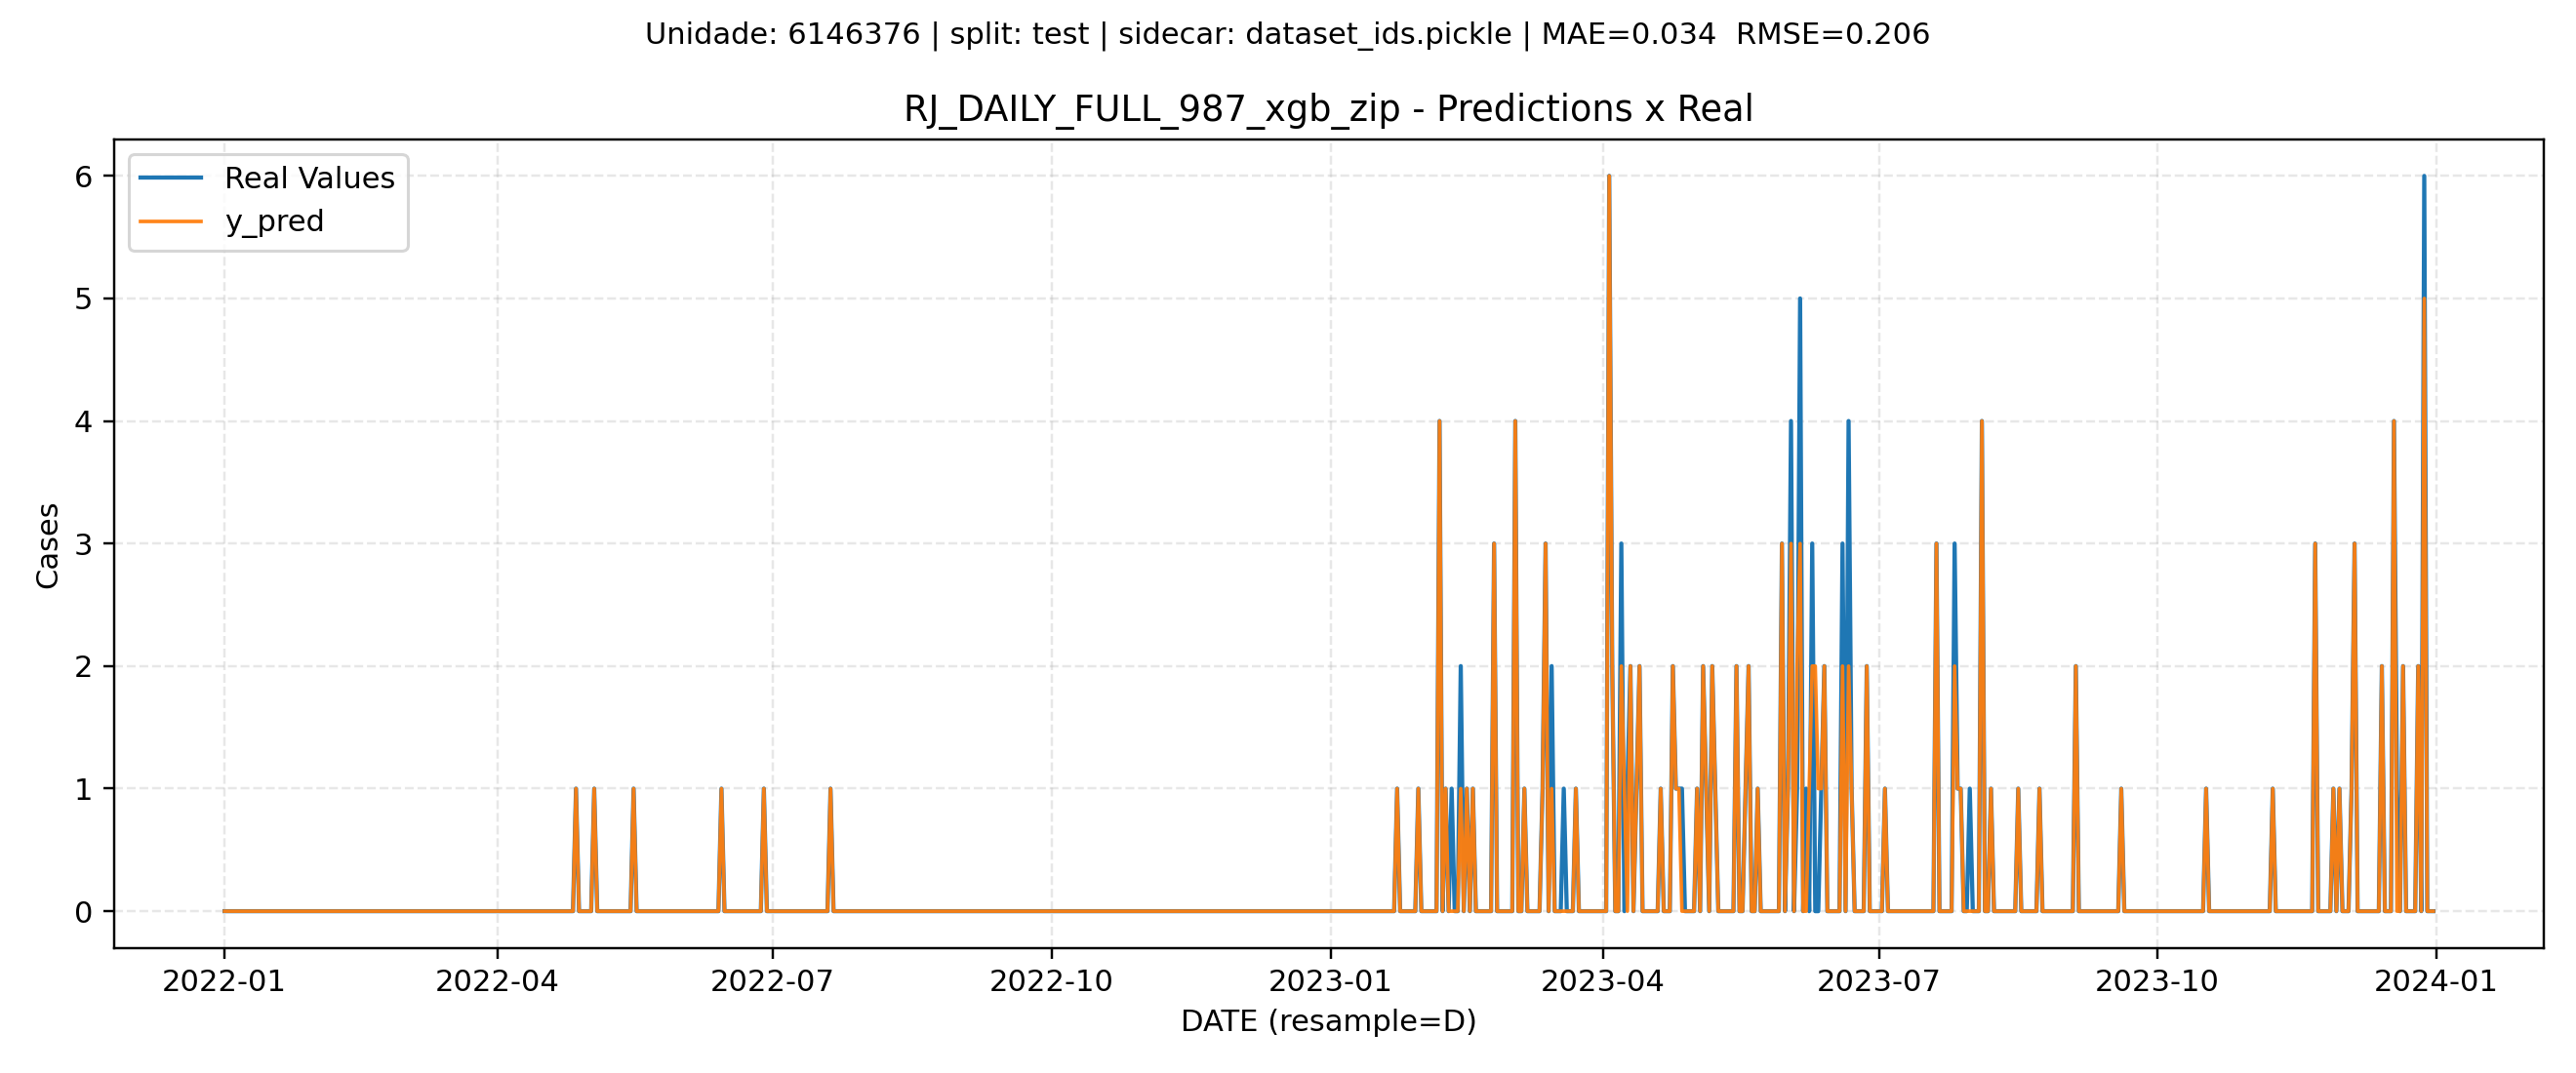 Unidade: 6146376 | split: test | sidecar: dataset_ids.pickle | MAE=0.034  RMSE=0.206
RJ_DAILY_FULL_987_xgb_zip - Predictions x Real
Real Values
y_pred
6
5
4
3
2
1
0
Cases
2022-01
2022-04
2022-07
2022-10
2023-01
2023-04
2023-07
2023-10
2024-01
DATE (resample=D)